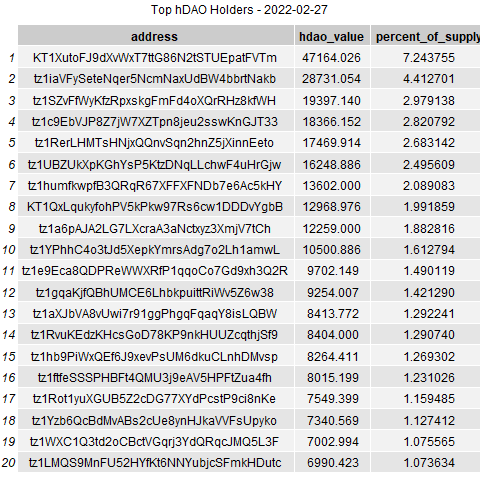 Top hDAO Holders - 2022-02-27
address hdao_value percent_of_supply
1 KT1XutoFJ9dXvWxT7ttG86N2tSTUEpatFVTm 47164.026 7.243755
2 tz1iaVFySeteNqer5NcmNaxUdBW4bbrtNakb 28731.054 4.412701
3 tz1SZvFfWyKfzRpxskgFmFd4oXQrRHz8kfWH 19397.140 2.979138
4 tz1c9EbVJP8Z7jW7XZTpn8jeu2sswKnGJT33 18366.152 2.820792
5 tz1RerLHMTsHNjxQQnvSqn2hnZ5jXinnEeto 17469.914 2.683142
6 tz1UBZUkXpKGhYsP5KtzDNqLLchwF4uHrGjw 16248.886 2.495609
7 tz1humfkwpfB3QRqR67XFFXFNDb7e6Ac5kHY 13602.000 2.089083
8 KT1QxLqukyfohPV5kPkw97Rs6cw1DDDvYgbB 12968.976 1.991859
9 tz1a6pAJA2LG7LXcraA3aNctxyz3XmjV7tCh 12259.000 1.882816
10 tz1YPhhC4o3tJd5XepkYmrsAdg7o2Lh1amwL 10500.886 1.612794
11 tz1e9Eca8QDPReWWXRfP1qqoCo7Gd9xh3Q2R 9702.149 1.490119
12 tz1gqaKjfQBhUMCE6LhbkpuittRiWv5Z6w38 9254.007 1.421290
13 tz1aXJbVA8vUwi7r91ggPhgqFqaqY8isLQBW 8413.772 1.292241
14 tz1RvuKEdzKHcsGoD78KP9nkHUUZcqthjSf9 8404.000 1.290740
15 tz1hb9PiWxQEf6J9xevPsUM6dkuCLnhDMvsp 8264.411 1.269302
16 tz1ftfeSSSPHBFt4QMU3j9eAV5HPFtZua4fh 8015.199 1.231026
17 tz1Rot1yuXGUB5Z2cDG77XYdPcstP9ci8nKe 7549.399 1.159485
18 tz1Yzb6QcBdMvABs2cUe8ynHJkaVVFsUpyko 7340.569 1.127412
19 tz1WXC1Q3td2oCBctVGqrj3YdQRqcJMQ5L3F 7002.994 1.075565
20 tz1LMQS9MnFU52HYfKt6NNYubjcSFmkHDutc 6990.423 1.073634